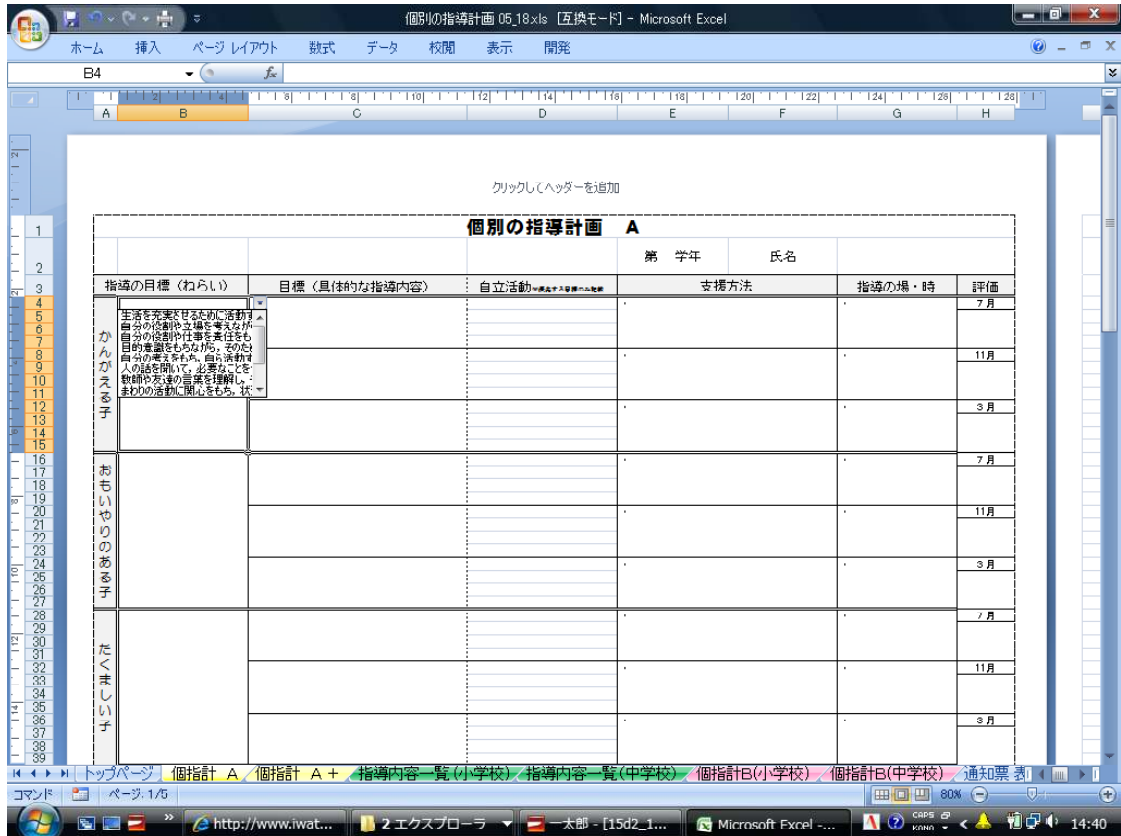 個別の指導計画 05_18.xls [互換モード] - Microsoft Excel
ホーム 挿入 ページ レイアウト 数式 データ 校閲 表示 開発
B4
fx
A B C D E F G H
クリックしてヘッダーを追加
個別の指導計画 A
第 学年 氏名
指導の目標（ねらい） 目標（具体的な指導内容） 自立活動 支援方法 指導の場・時 評価
かんがえる子
生活を充実させるために活動す
自分の役割や立場を考えなが
自分の役割や仕事を責任をも
目的意識をもちながら，そのた
自分の考えをもち，自ら活動す
人の話を聞いて，必要なことを
教師や友達の言葉を理解し，
まわりの活動に関心をもち，状
7月
11月
3月
おもいやりのある子
7月
11月
3月
たくましい子
7月
11月
3月
トップページ 個指計 A 個指計 A＋ 指導内容一覧(小学校) 指導内容一覧(中学校) 個指計B(小学校) 個指計B(中学校) 通知票 表
コマンド ページ: 1/5 80%
http://www.iwat... 2 エクスプローラ 一太郎 - [15d2_1... Microsoft Excel -... CAPS KANA 14:40